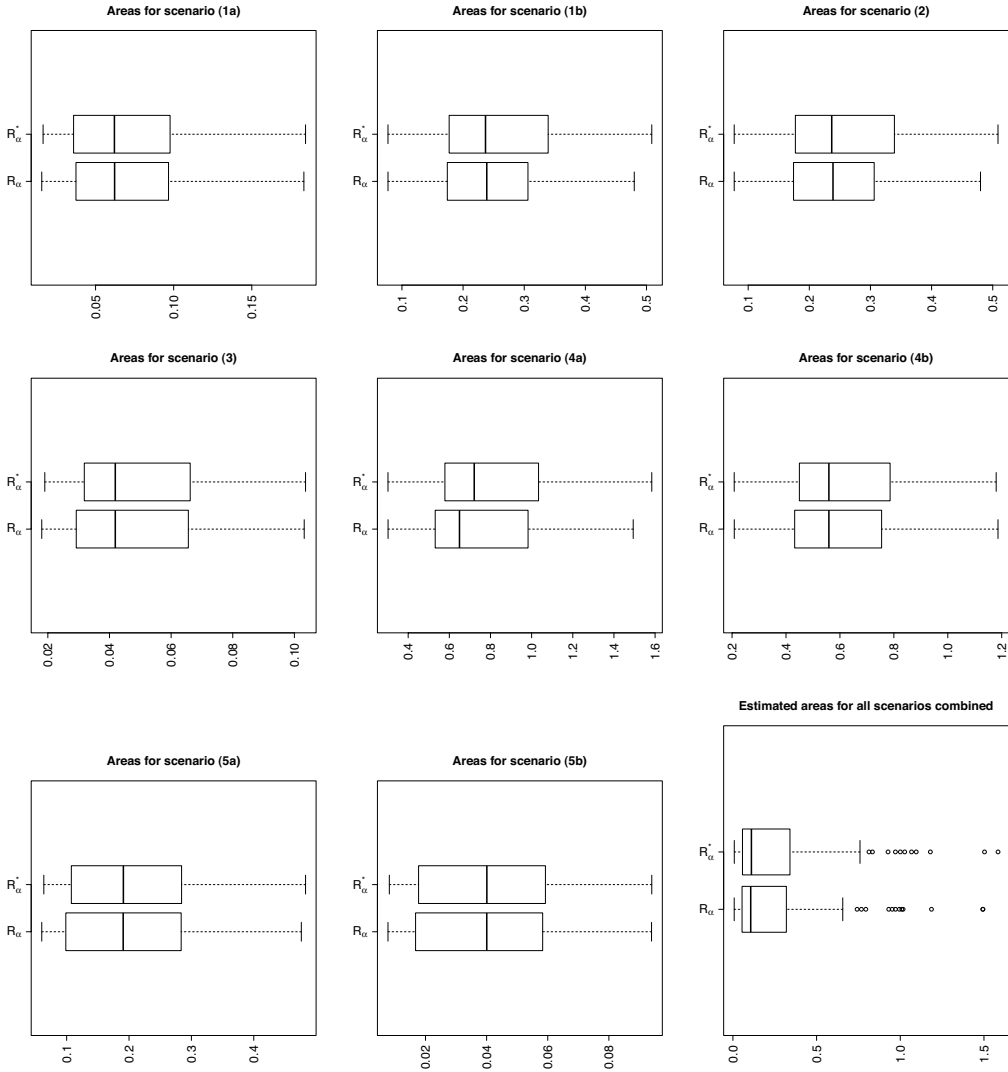 Areas for scenario (1a)
R*α
Rα
0.05 0.10 0.15
Areas for scenario (1b)
R*α
Rα
0.1 0.2 0.3 0.4 0.5
Areas for scenario (2)
R*α
Rα
0.1 0.2 0.3 0.4 0.5
Areas for scenario (3)
R*α
Rα
0.02 0.04 0.06 0.08 0.10
Areas for scenario (4a)
R*α
Rα
0.4 0.6 0.8 1.0 1.2 1.4 1.6
Areas for scenario (4b)
R*α
Rα
0.2 0.4 0.6 0.8 1.0 1.2
Areas for scenario (5a)
R*α
Rα
0.1 0.2 0.3 0.4
Areas for scenario (5b)
R*α
Rα
0.02 0.04 0.06 0.08
Estimated areas for all scenarios combined
R*α
Rα
0.0 0.5 1.0 1.5